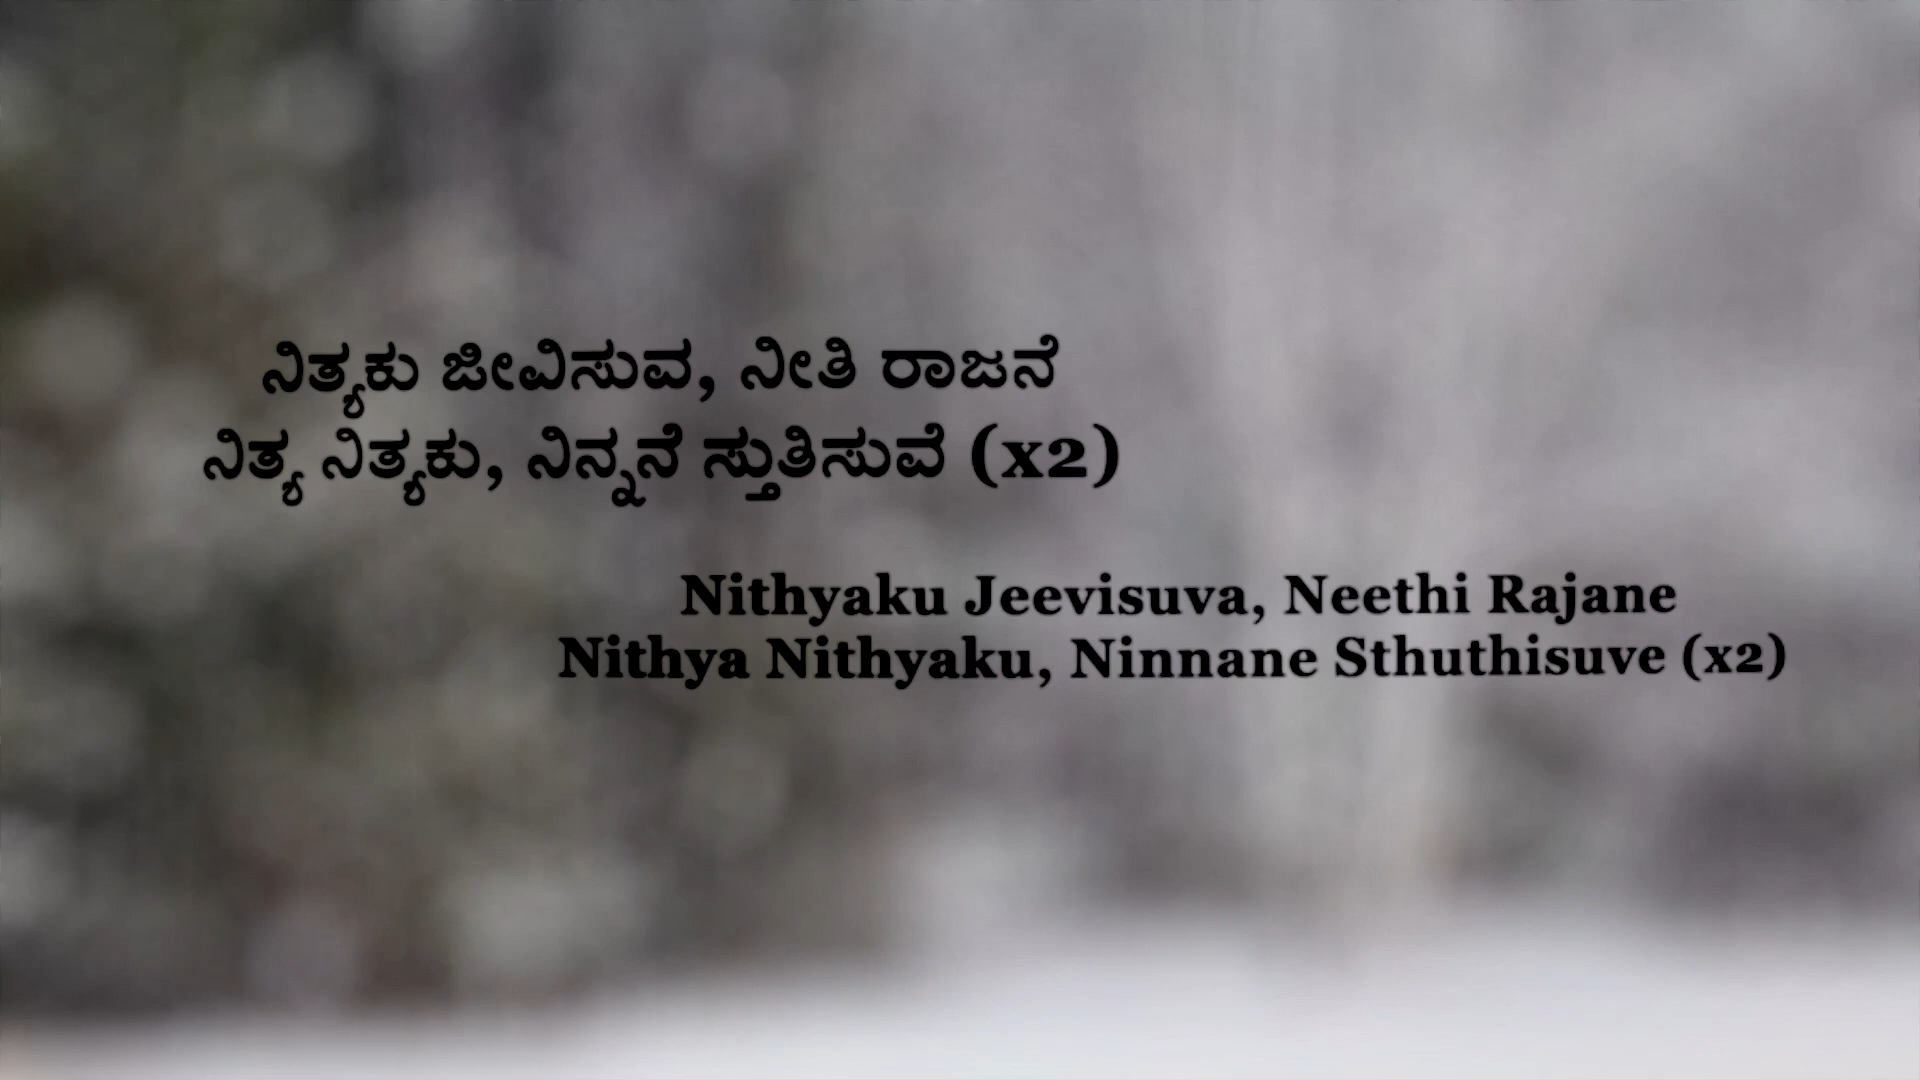 ನಿತ್ಯಕು ಜೀವಿಸುವ, ನೀತಿ ರಾಜನೆ
ನಿತ್ಯ ನಿತ್ಯಕು, ನಿನ್ನನೆ ಸ್ತುತಿಸುವೆ (x2)
Nithyaku Jeevisuva, Neethi Rajane
Nithya Nithyaku, Ninnane Sthuthisuve (x2)